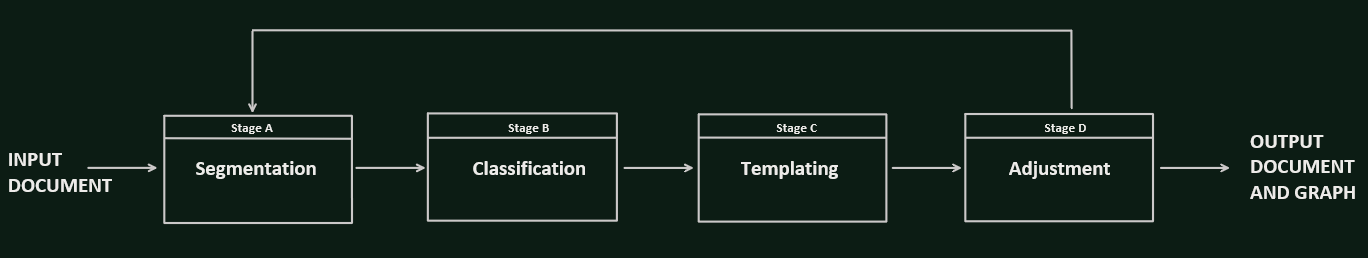 INPUT
DOCUMENT
Stage A
Segmentation
Stage B
Classification
Stage C
Templating
Stage D
Adjustment
OUTPUT
DOCUMENT
AND GRAPH